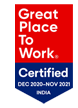 Great
Place
To
Work®
Certified
DEC 2020-NOV 2021
INDIA